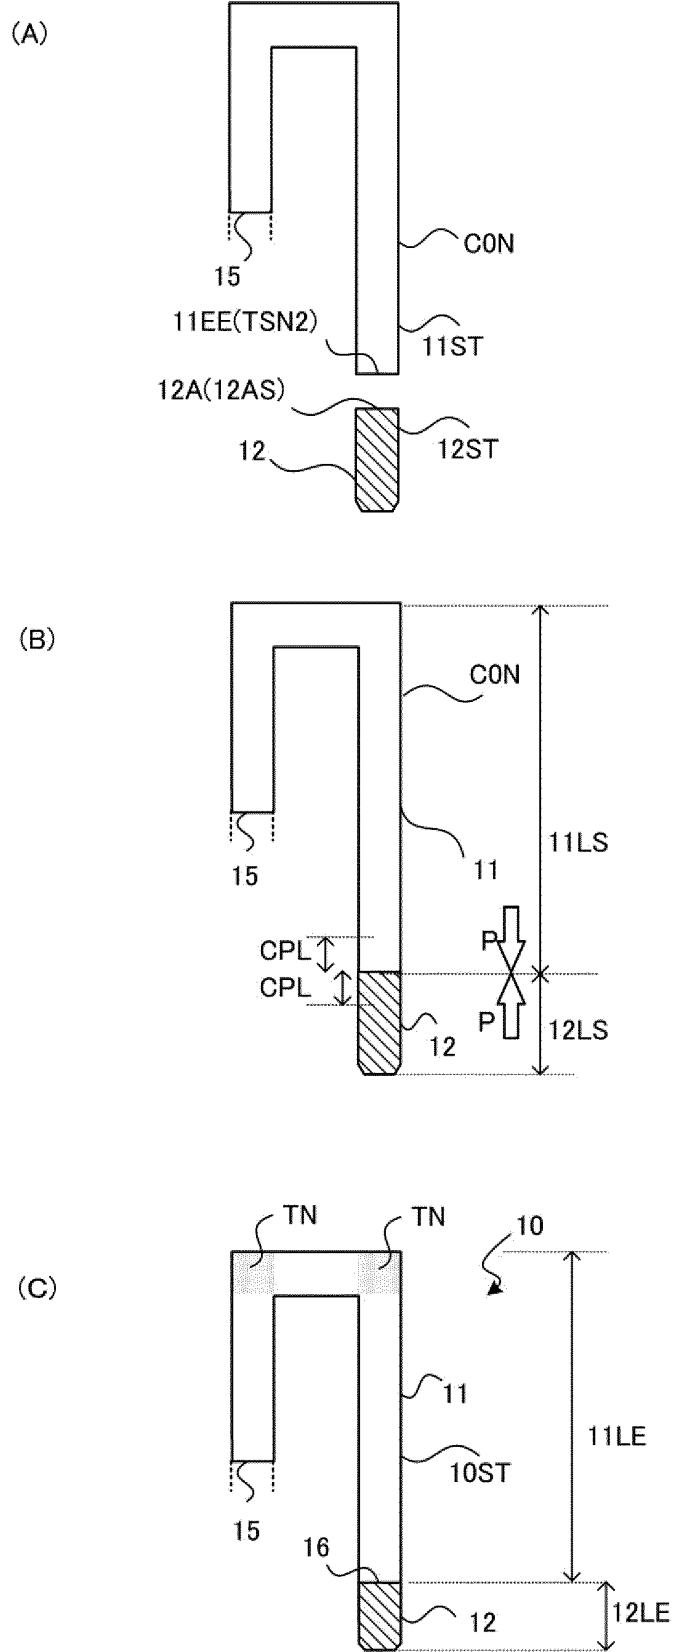 (A)
C0N
15
11EE(TSN2)
11ST
12A(12AS)
12ST
12
(B)
C0N
11LS
11
15
P
CPL
CPL
P
12
12LS
TN
TN
10
(C)
11
11LE
10ST
15
16
12LE
12